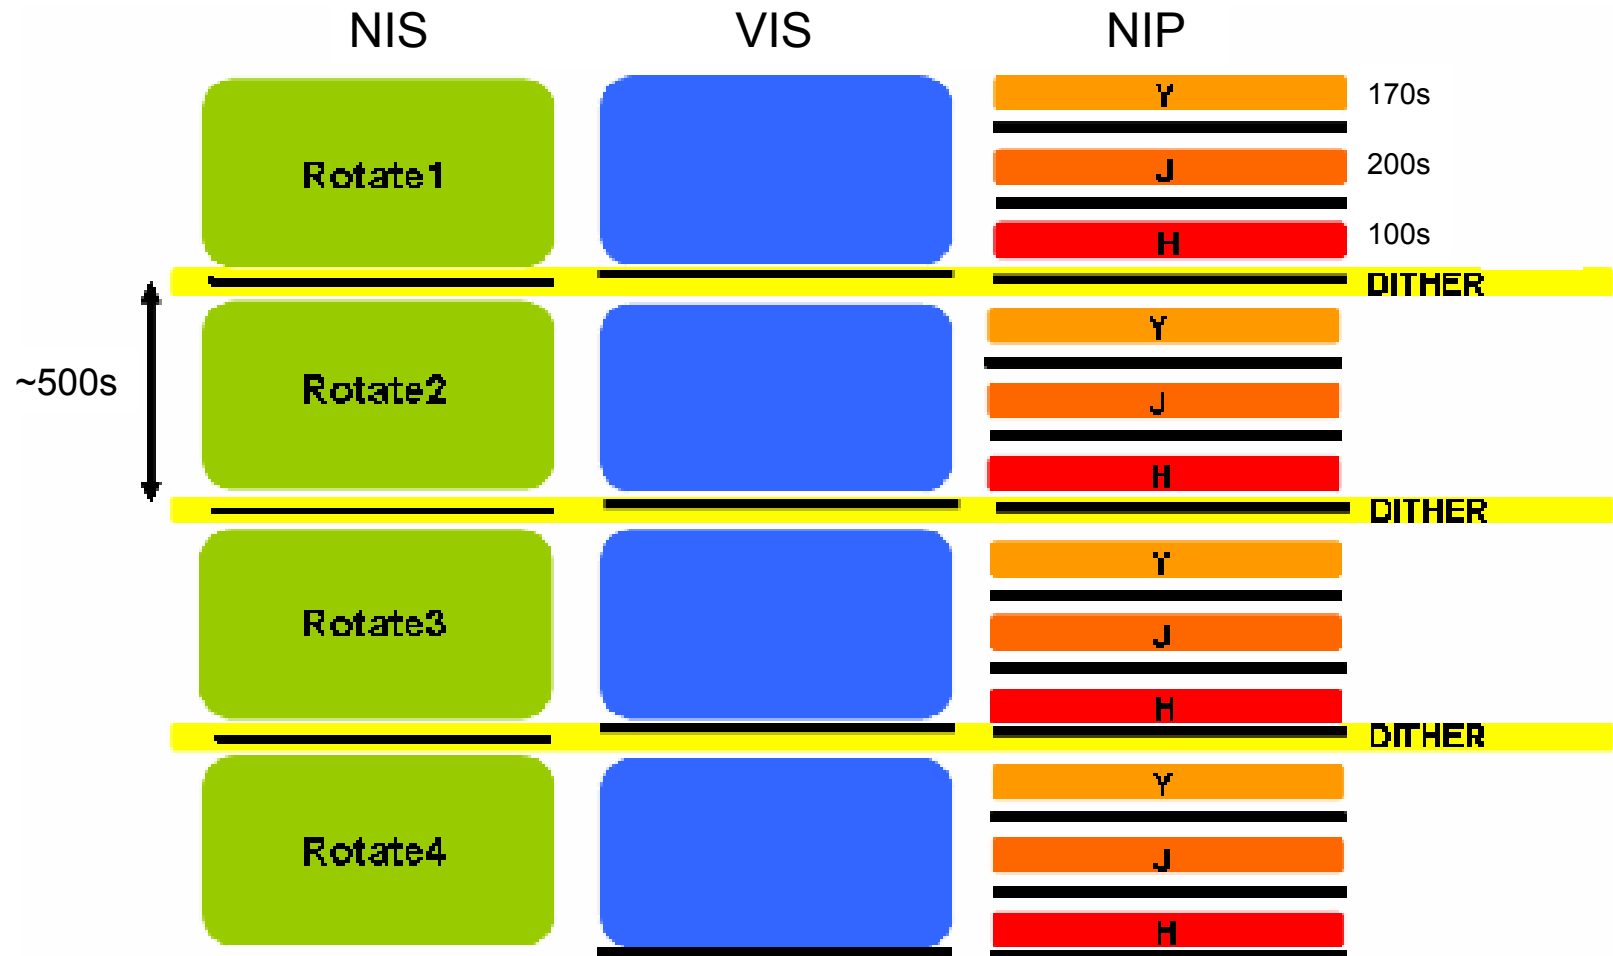 NIS VIS NIP
Y 170s
Rotate1 J 200s
H 100s
DITHER
Y
~500s Rotate2 J
H
DITHER
Y
Rotate3 J
H
DITHER
Y
Rotate4 J
H